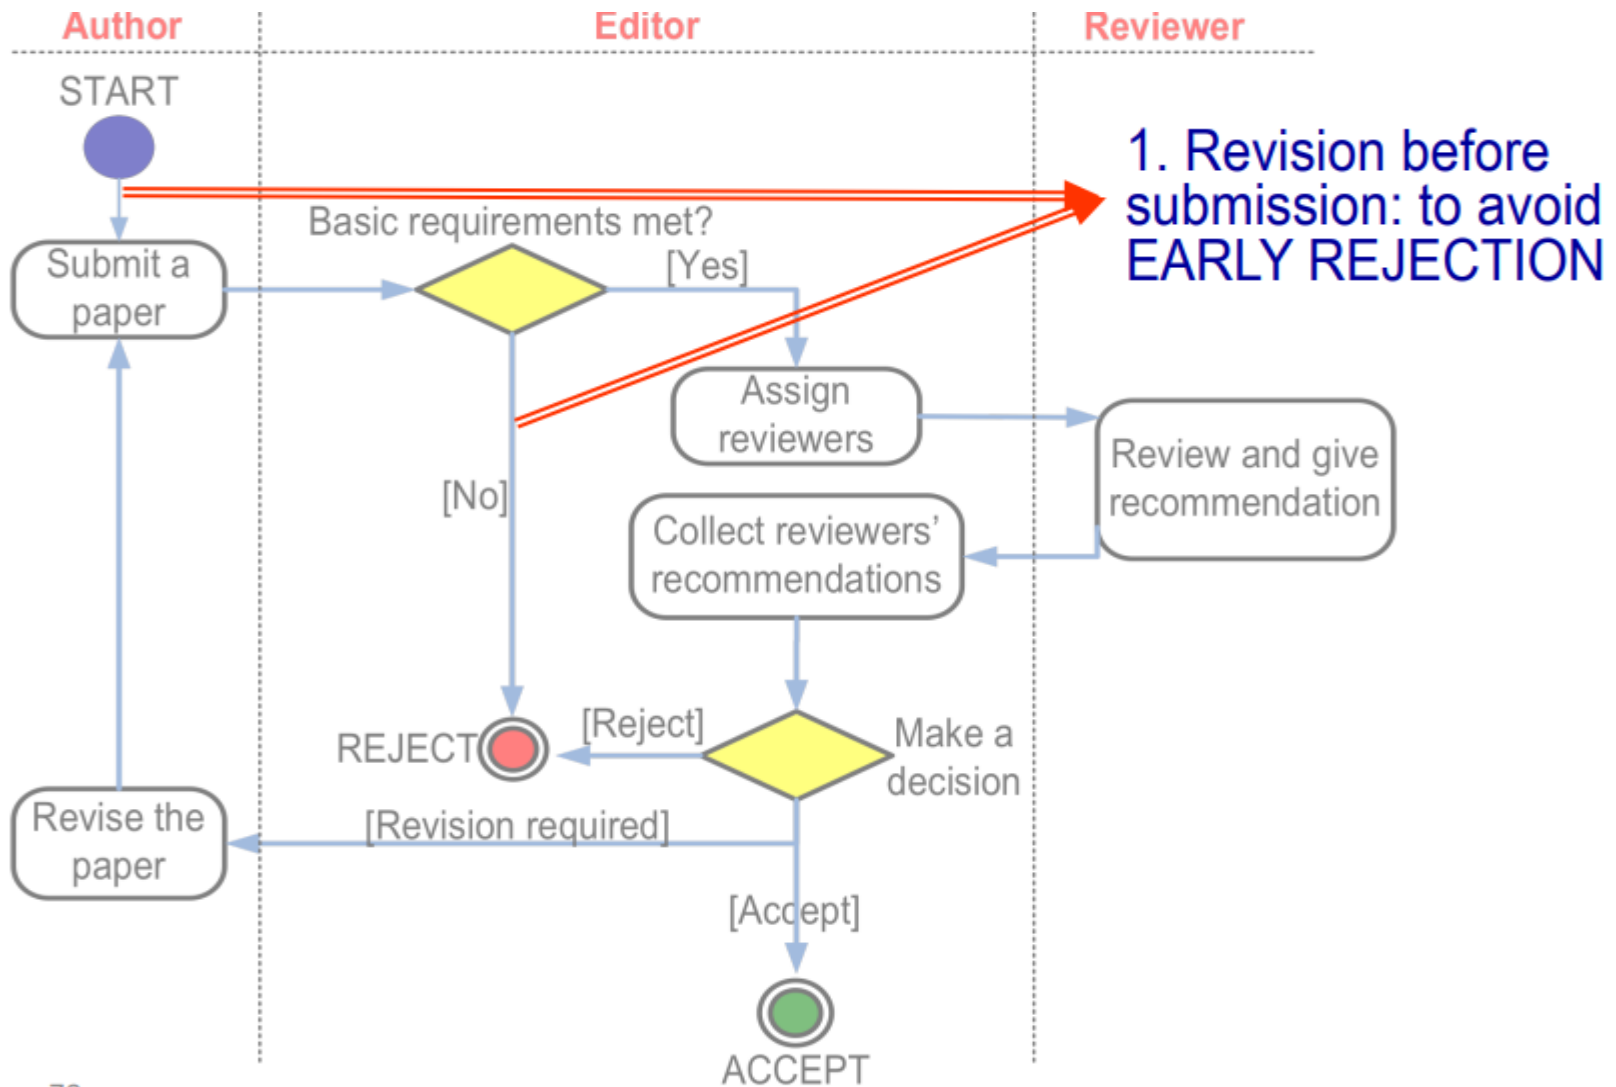 Author
Editor
Reviewer
START
1. Revision before
submission: to avoid
EARLY REJECTION
Basic requirements met?
[Yes]
Submit a
paper
Assign
reviewers
Review and give
recommendation
[No]
Collect reviewers’
recommendations
[Reject]
Make a
decision
REJECT
Revise the
paper
[Revision required]
[Accept]
ACCEPT